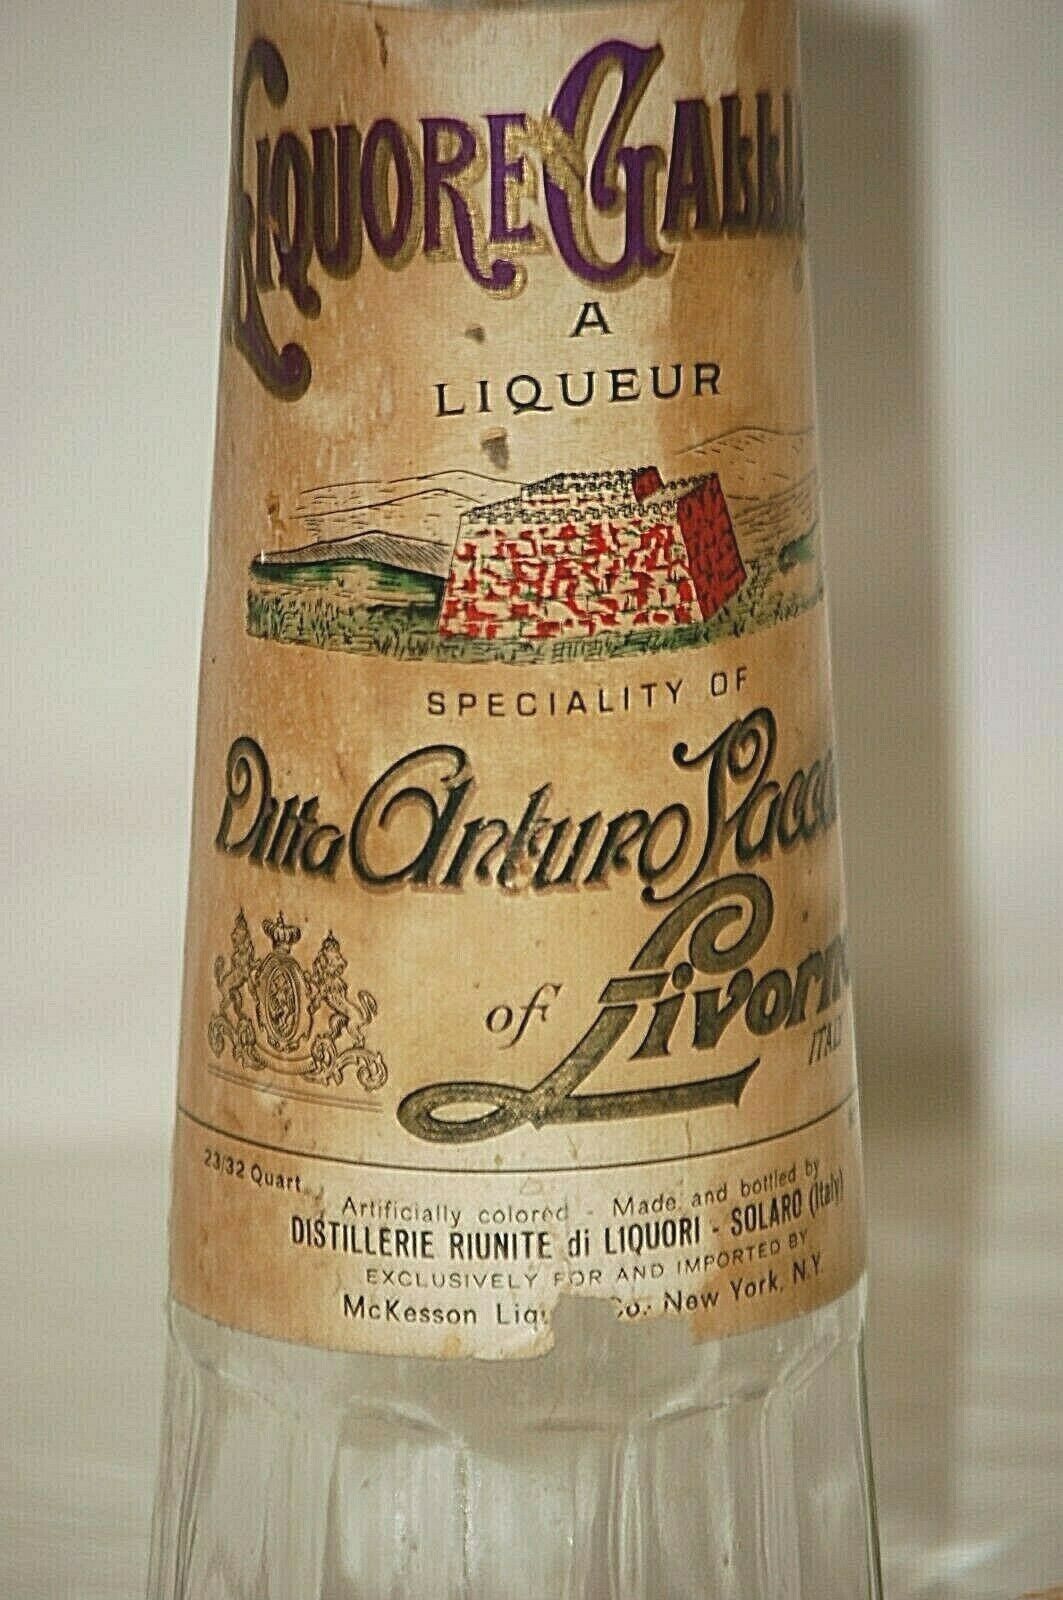 LIQUORE GALLI
A
LIQUEUR
SPECIALITY OF
Ditta Arturo Vacca
of Livorn
ITALY
23/32 Quart
Artificially colored - Made and bottled by
DISTILLERIE RIUNITE di LIQUORI - SOLARO (Italy)
EXCLUSIVELY FOR AND IMPORTED BY
McKesson Liqu Co. New York, N.Y.